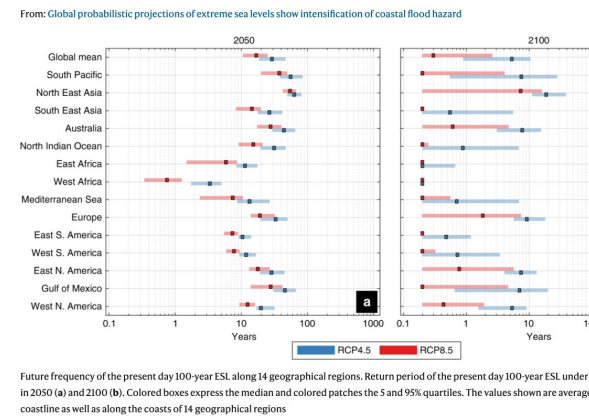 From: Global probabilistic projections of extreme sea levels show intensification of coastal flood hazard
2050
2100
Global mean
South Pacific
North East Asia
South East Asia
Australia
North Indian Ocean
East Africa
West Africa
Mediterranean Sea
Europe
East S. America
West S. America
East N. America
Gulf of Mexico
West N. America
a
0.1 1 10 100 1000
0.1 1 10
Years
Years
RCP4.5 RCP8.5
Future frequency of the present day 100-year ESL along 14 geographical regions. Return period of the present day 100-year ESL under
in 2050 (a) and 2100 (b). Colored boxes express the median and colored patches the 5 and 95% quartiles. The values shown are average
coastline as well as along the coasts of 14 geographical regions